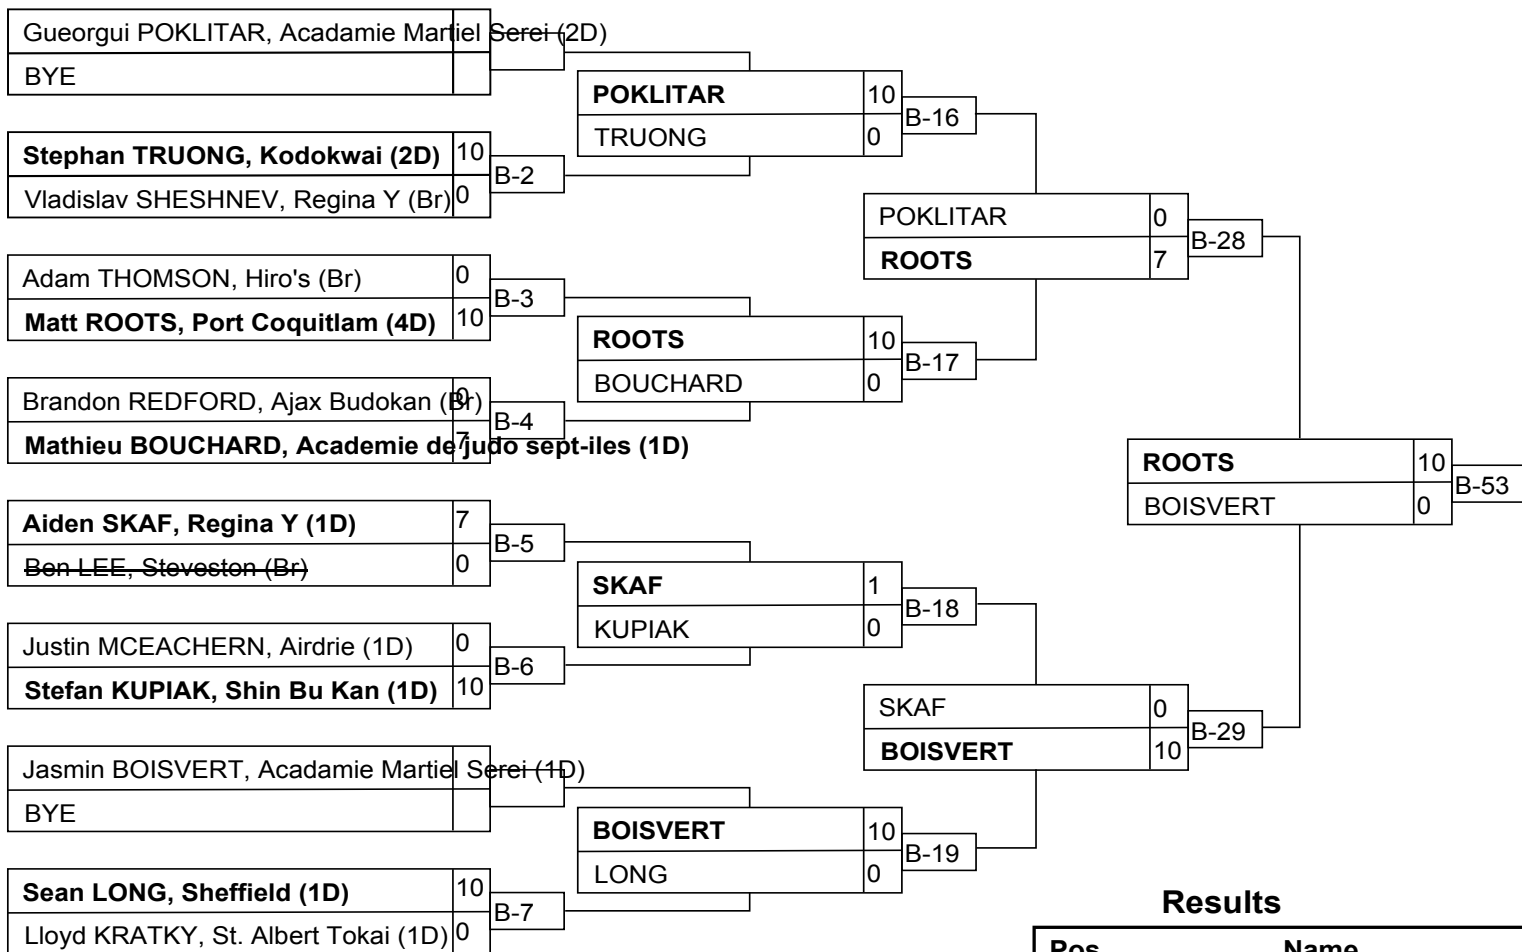 Gueorgui POKLITAR, Acadamie Martiel Serei (2D)
BYE
Stephan TRUONG, Kodokwai (2D) 10
Vladislav SHESHNEV, Regina Y (Br) 0
B-2
Adam THOMSON, Hiro's (Br) 0
Matt ROOTS, Port Coquitlam (4D) 10
B-3
Brandon REDFORD, Ajax Budokan (Br) 0
Mathieu BOUCHARD, Academie de judo sept-iles (1D) 7
B-4
Aiden SKAF, Regina Y (1D) 7
Ben LEE, Steveston (Br) 0
B-5
Justin MCEACHERN, Airdrie (1D) 0
Stefan KUPIAK, Shin Bu Kan (1D) 10
B-6
Jasmin BOISVERT, Acadamie Martiel Serei (1D)
BYE
Sean LONG, Sheffield (1D) 10
Lloyd KRATKY, St. Albert Tokai (1D) 0
B-7
POKLITAR 10
TRUONG 0
B-16
ROOTS 10
BOUCHARD 0
B-17
SKAF 1
KUPIAK 0
B-18
BOISVERT 10
LONG 0
B-19
POKLITAR 0
ROOTS 7
B-28
SKAF 0
BOISVERT 10
B-29
ROOTS 10
BOISVERT 0
B-53
Results
Pos Name